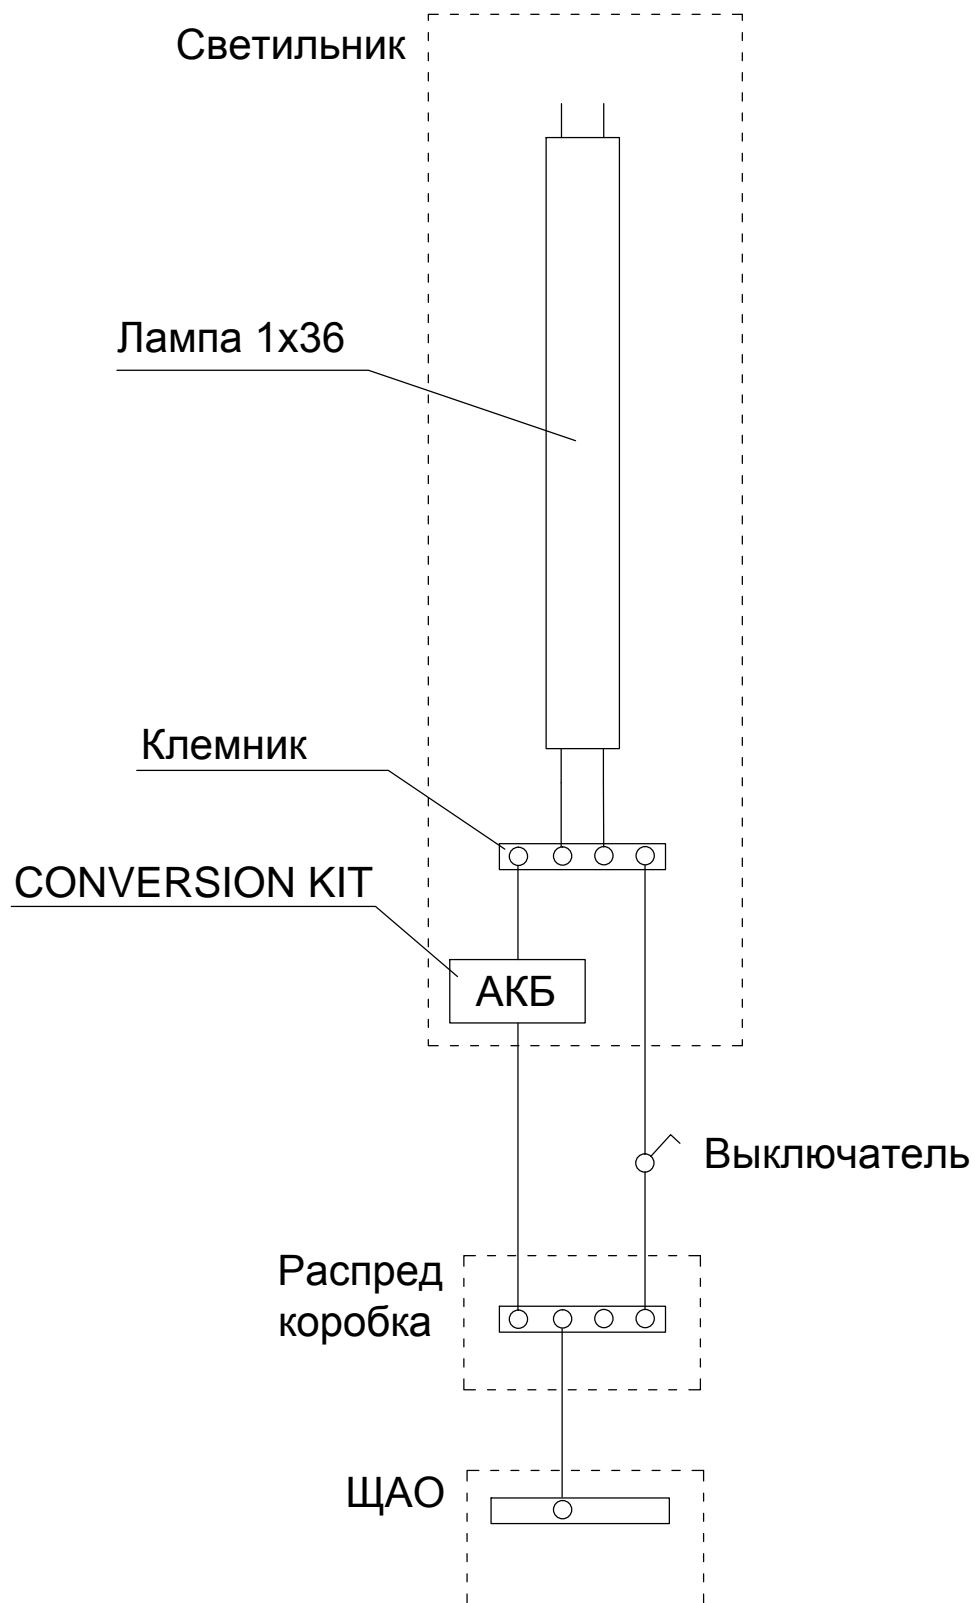 Светильник
Лампа 1х36
Клемник
CONVERSION KIT
АКБ
Выключатель
Распред
коробка
ЩАО